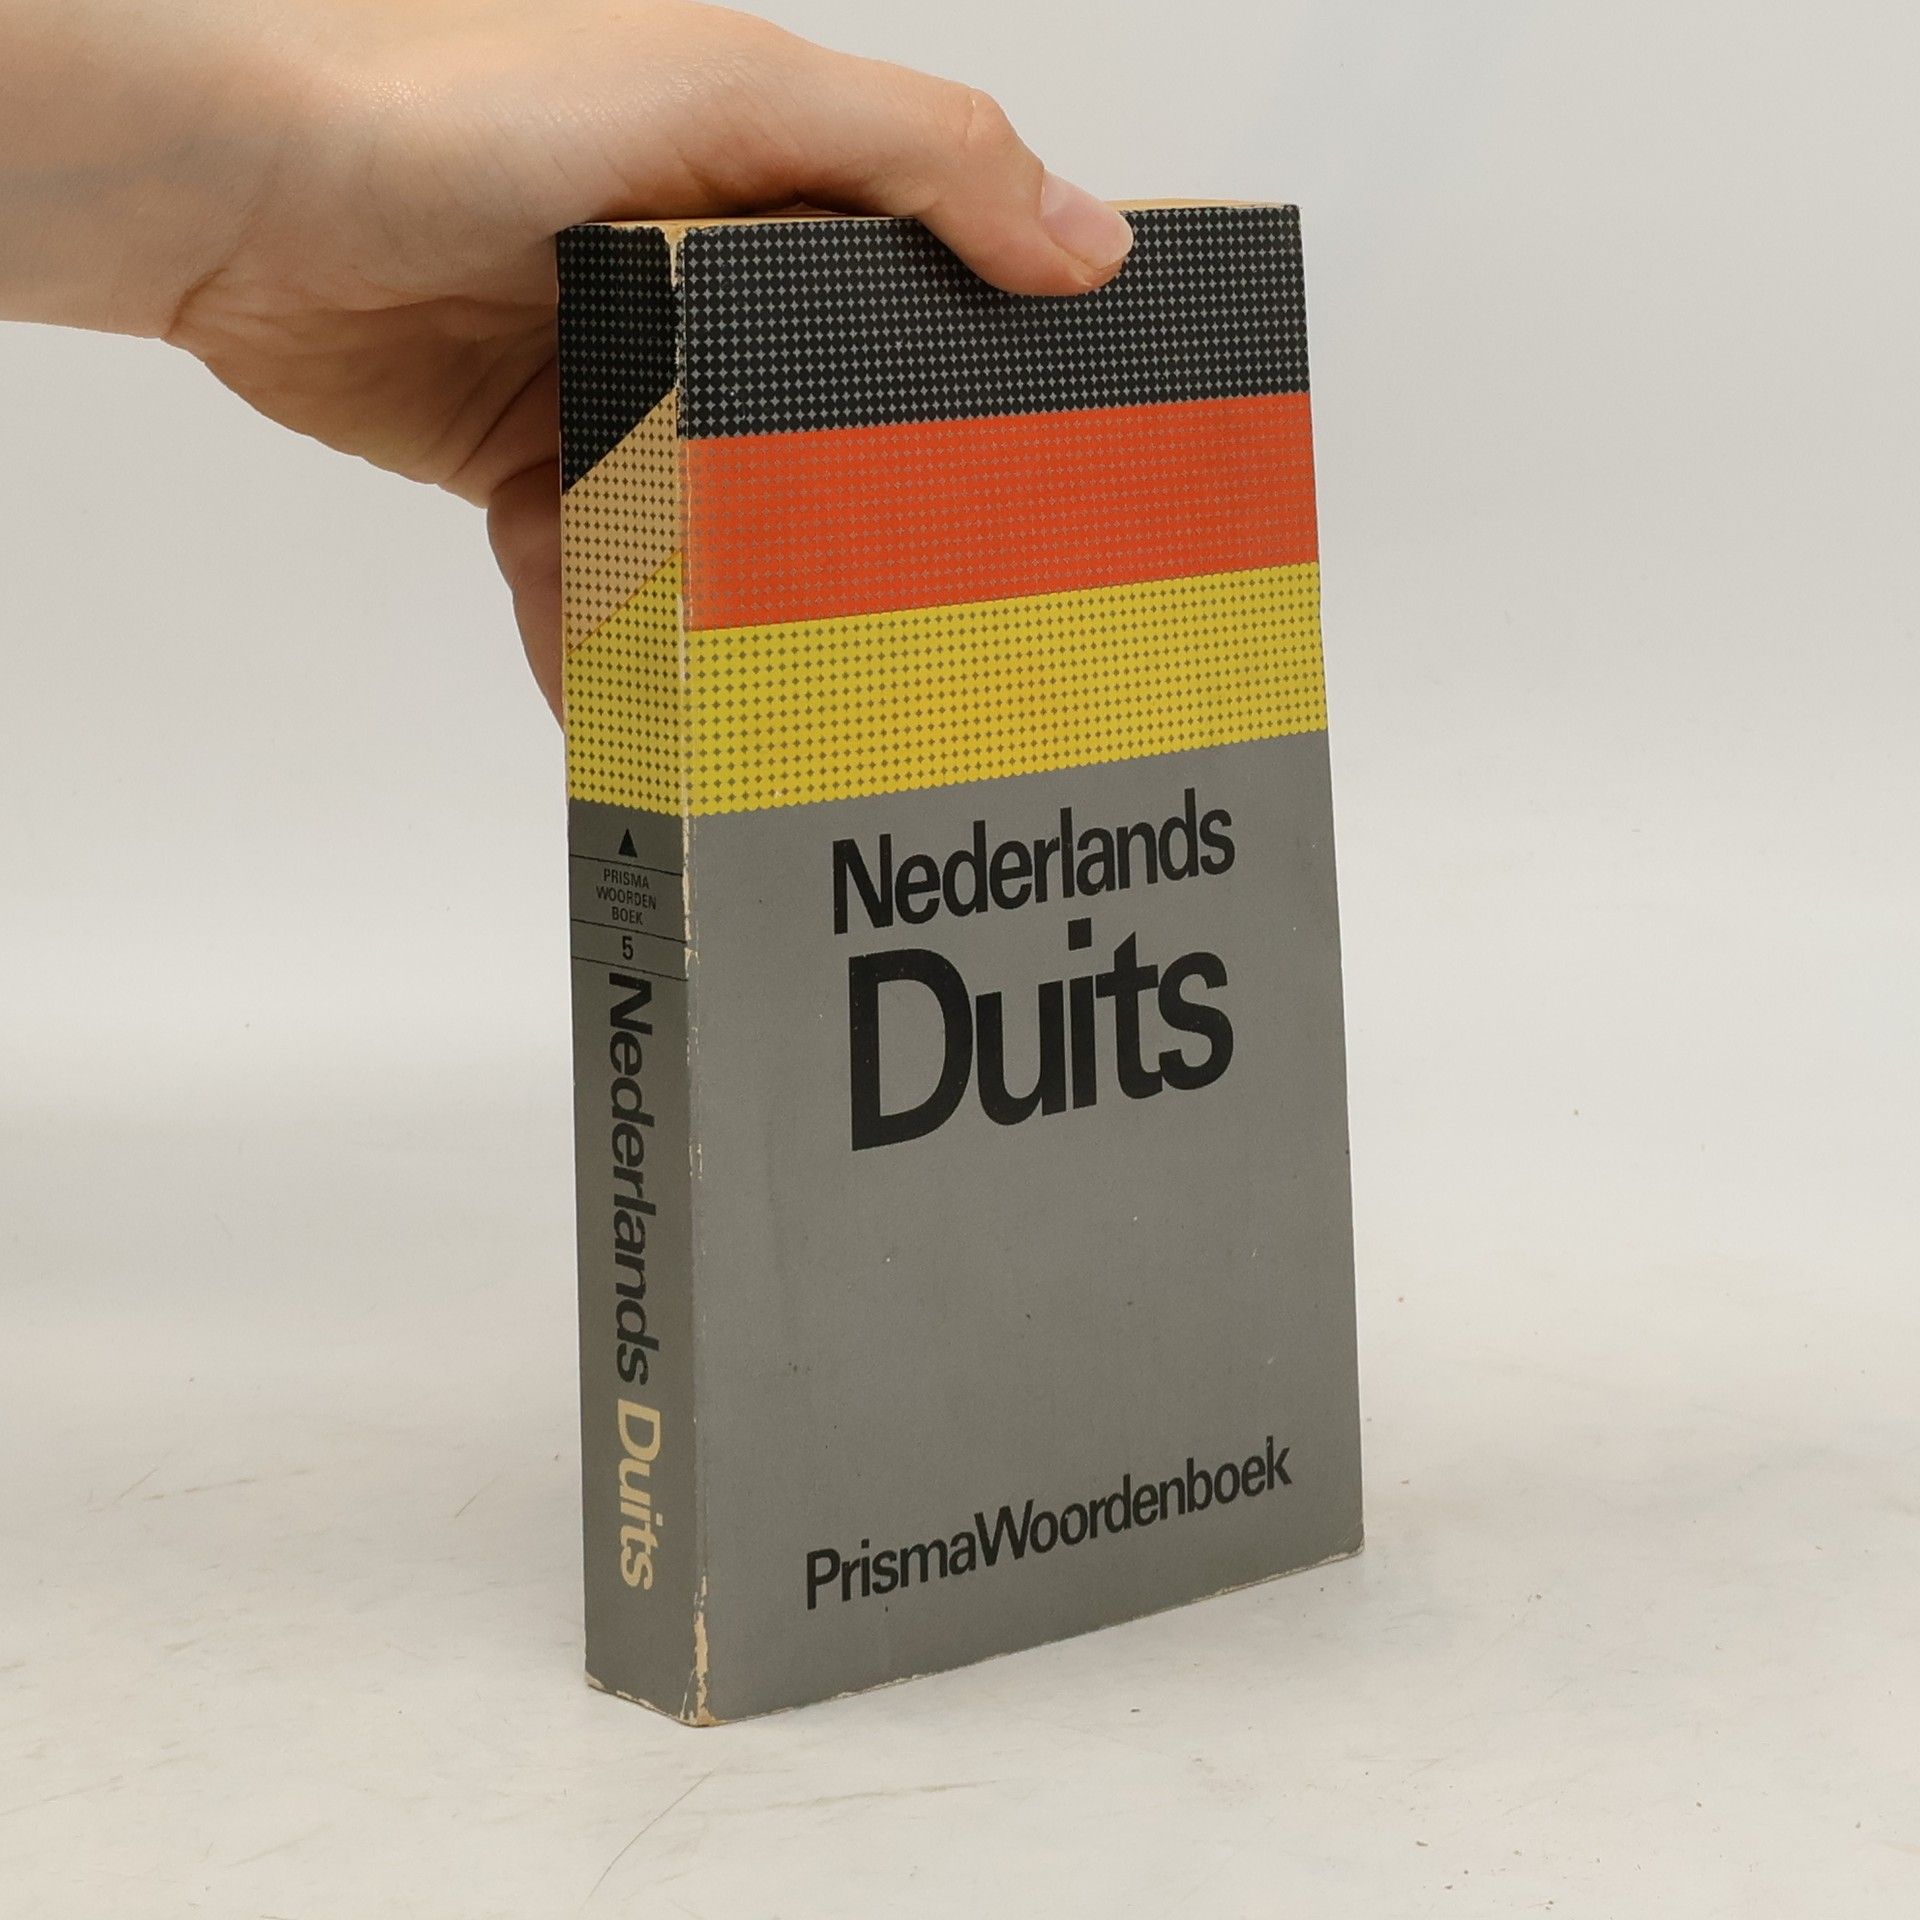 PRISMA
WOORDEN
BOEK
5
Nederlands Duits
Nederlands
Duits
PrismaWoordenboek